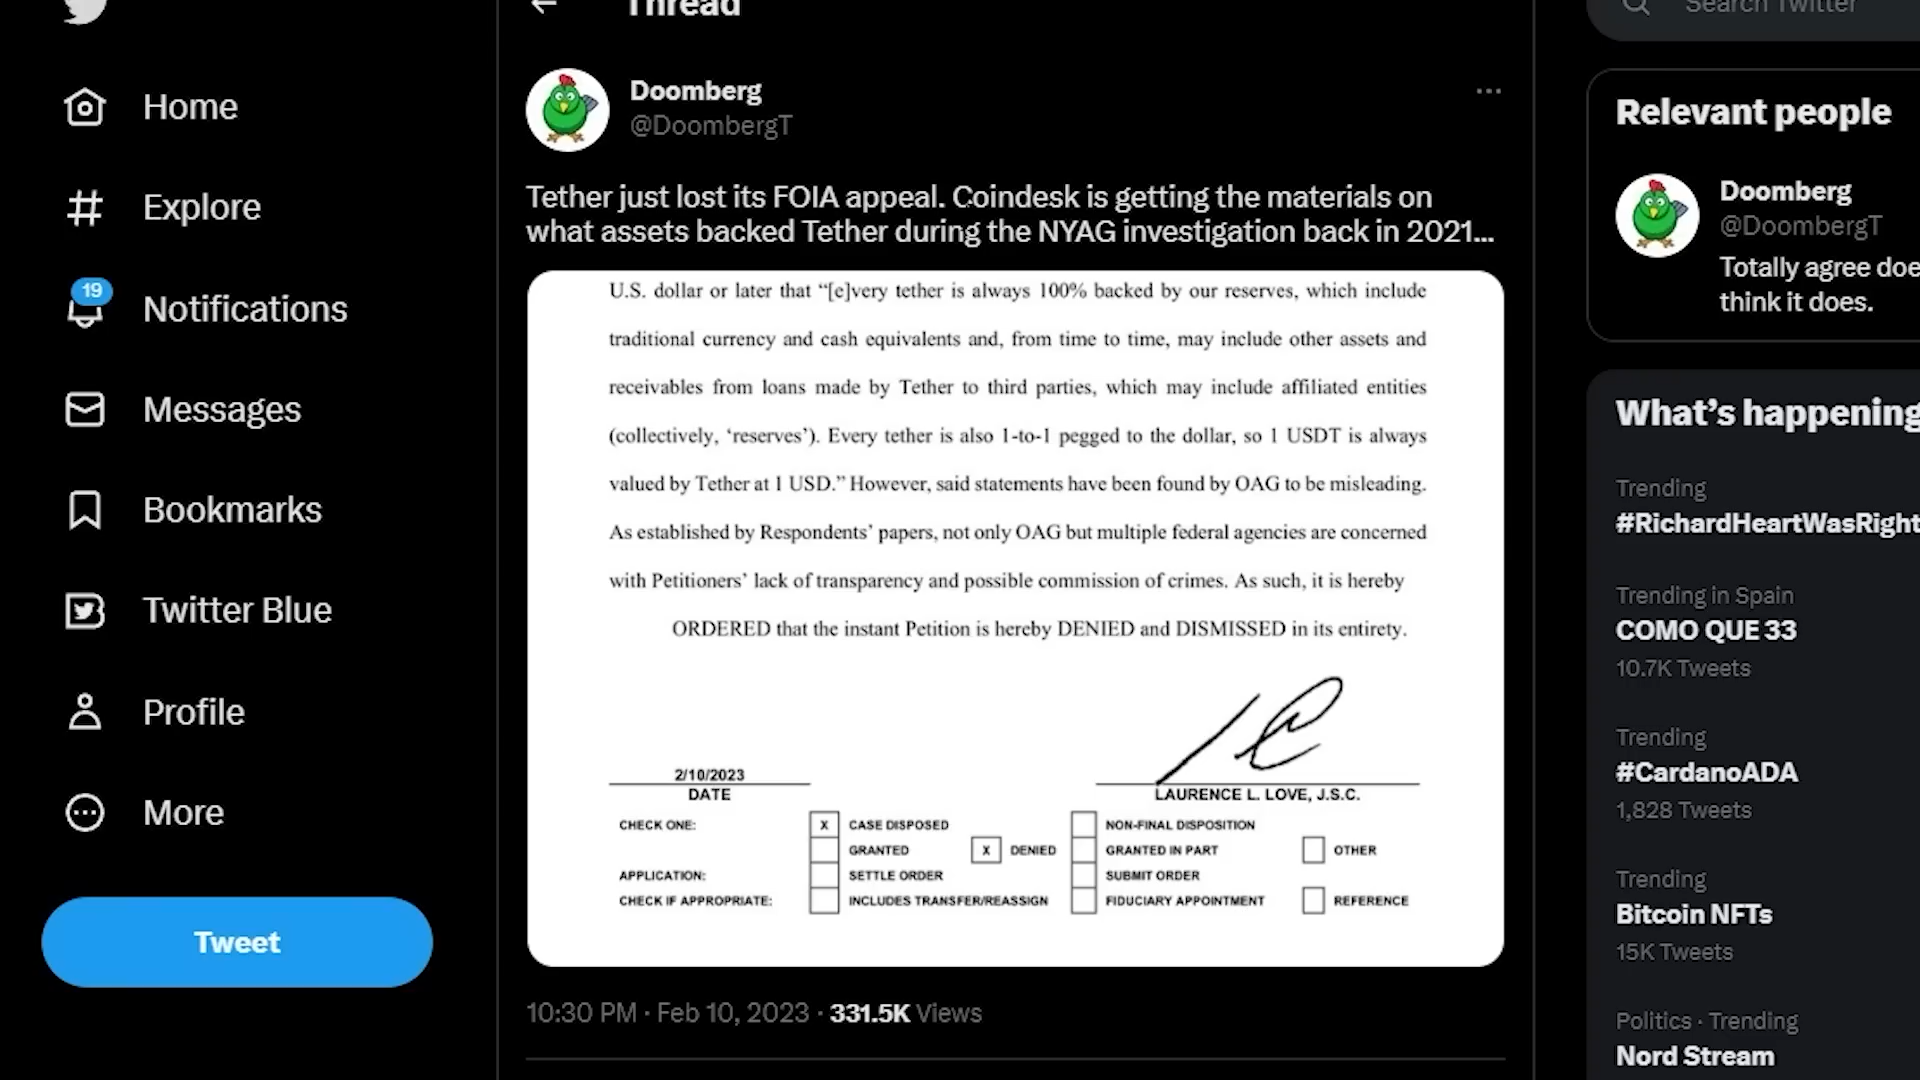 Thread
Search Twitter
Home
Explore
19
Notifications
Messages
Bookmarks
Twitter Blue
Profile
More
Tweet
Doomberg
@DoombergT
Tether just lost its FOIA appeal. Coindesk is getting the materials on
what assets backed Tether during the NYAG investigation back in 2021...
U.S. dollar or later that “[e]very tether is always 100% backed by our reserves, which include
traditional currency and cash equivalents and, from time to time, may include other assets and
receivables from loans made by Tether to third parties, which may include affiliated entities
(collectively, ‘reserves’). Every tether is also 1-to-1 pegged to the dollar, so 1 USDT is always
valued by Tether at 1 USD.” However, said statements have been found by OAG to be misleading.
As established by Respondents’ papers, not only OAG but multiple federal agencies are concerned
with Petitioners’ lack of transparency and possible commission of crimes. As such, it is hereby
ORDERED that the instant Petition is hereby DENIED and DISMISSED in its entirety.
2/10/2023
DATE
LAURENCE L. LOVE, J.S.C.
CHECK ONE: X CASE DISPOSED NON-FINAL DISPOSITION
GRANTED X DENIED GRANTED IN PART OTHER
APPLICATION: SETTLE ORDER SUBMIT ORDER
CHECK IF APPROPRIATE: INCLUDES TRANSFER/REASSIGN FIDUCIARY APPOINTMENT REFERENCE
10:30 PM · Feb 10, 2023 · 331.5K Views
Relevant people
Doomberg
@DoombergT
Totally agree doe
think it does.
What’s happening
Trending
#RichardHeartWasRight
Trending in Spain
COMO QUE 33
10.7K Tweets
Trending
#CardanoADA
1,828 Tweets
Trending
Bitcoin NFTs
15K Tweets
Politics · Trending
Nord Stream